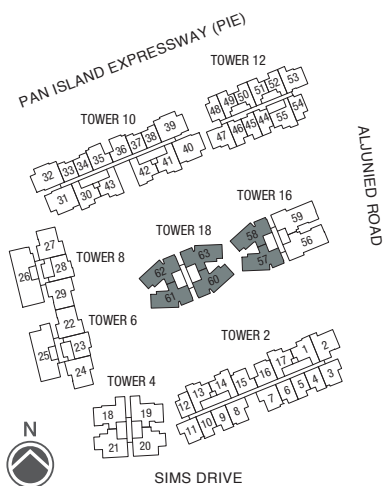 PAN ISLAND EXPRESSWAY (PIE)
TOWER 12
48 49 50 51 52 53
47 46 45 44 55 54
TOWER 10
32 33 34 35 36 37 38 39
31 30 43 42 41 40
ALJUNIED ROAD
TOWER 16
58 59
57 56
TOWER 18
62 63
61 60
TOWER 8
27
26 28
29
TOWER 6
22
25 23
24
TOWER 2
12 13 14 15 16 17 1 2
11 10 9 8 7 6 5 4 3
TOWER 4
18 19
21 20
N
SIMS DRIVE